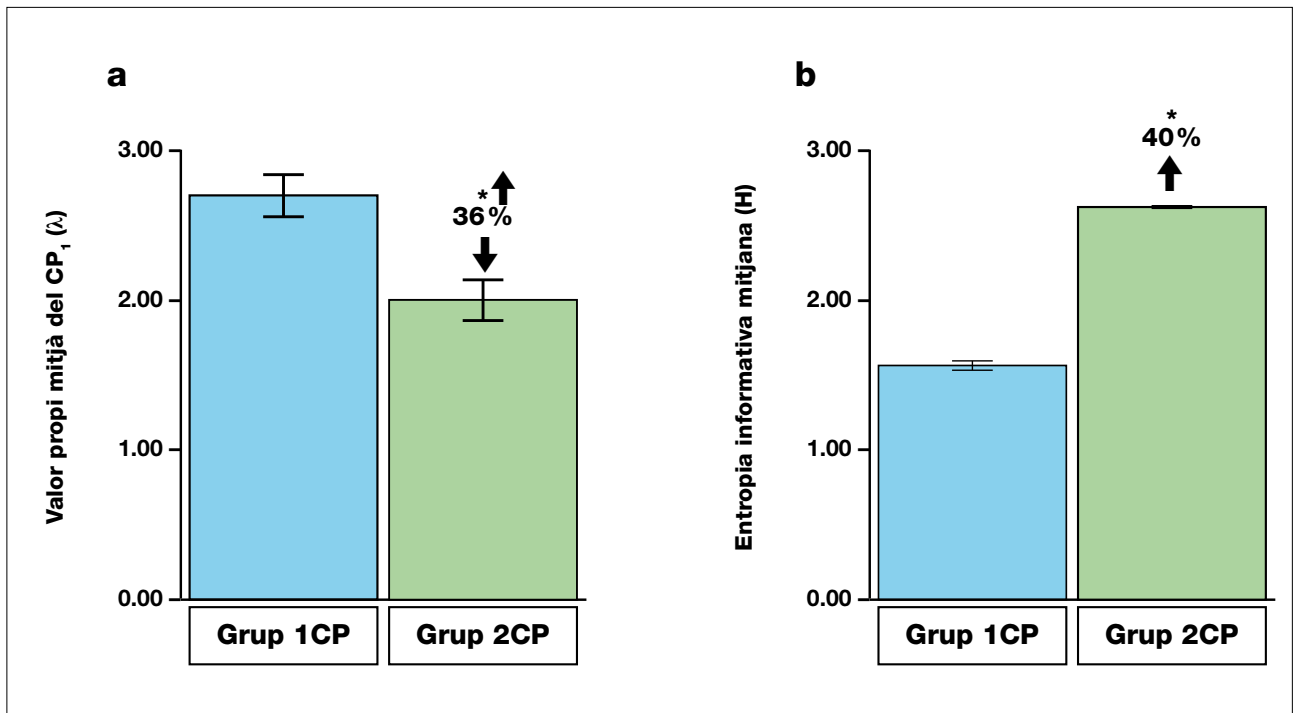 a
Valor propi mitjà del CP1 (λ)
3.00
2.00
1.00
0.00
*
36%
Grup 1CP
Grup 2CP
b
Entropia informativa mitjana (H)
3.00
2.00
1.00
0.00
*
40%
Grup 1CP
Grup 2CP